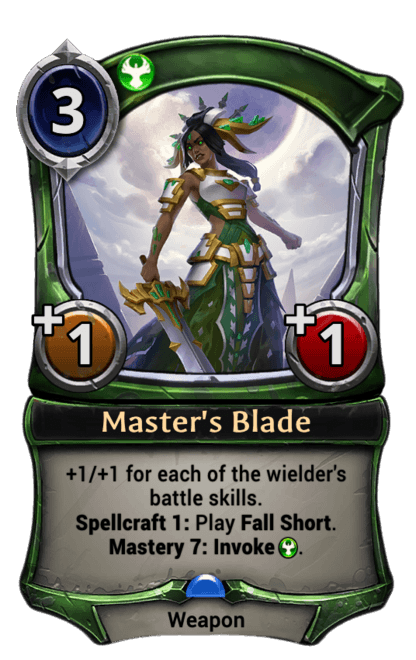 3
+1
+1
Master's Blade
+1/+1 for each of the wielder's
battle skills.
Spellcraft 1: Play Fall Short.
Mastery 7: Invoke .
Weapon